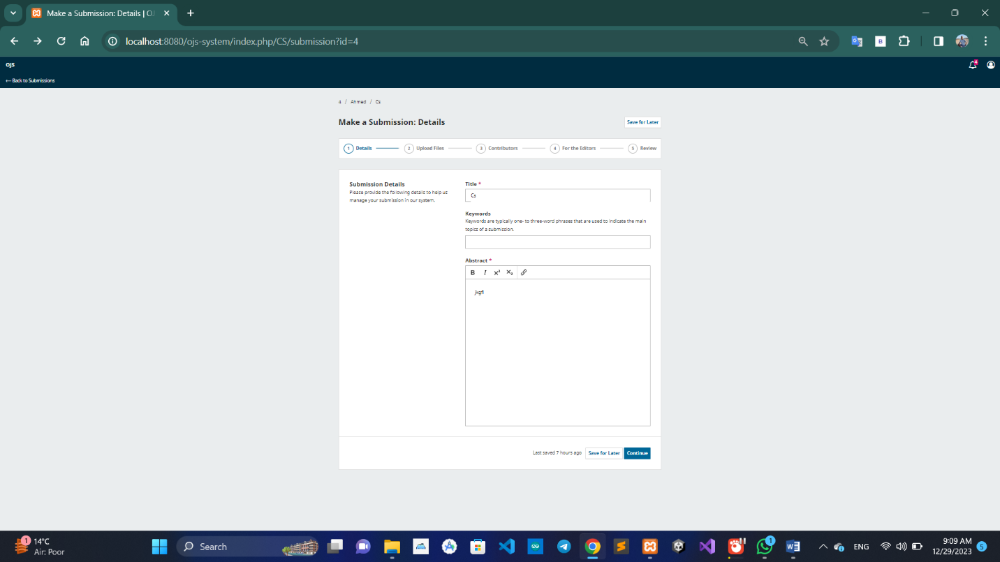 Make a Submission: Details | O
localhost:8080/ojs-system/index.php/CS/submission?id=4
B
OJS
4
← Back to Submissions
4 / Ahmed / Cs
Make a Submission: Details
Save for Later
1 Details
2 Upload Files
3 Contributors
4 For the Editors
5 Review
Submission Details
Please provide the following details to help us
manage your submission in our system.
Title *
Cs
Keywords
Keywords are typically one- to three-word phrases that are used to indicate the main
topics of a submission.
Abstract *
B I x² x₂
jkgfl
Last saved 7 hours ago
Save for Later
Continue
1
14°C
Air: Poor
Search
1
ENG
9:09 AM
12/29/2023
5